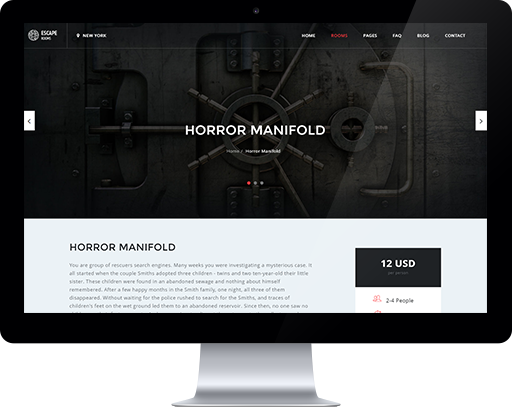 ESCAPE
ROOMS
NEW YORK
HOME ROOMS PAGES FAQ BLOG CONTACT
HORROR MANIFOLD
Home / Horror Manifold
HORROR MANIFOLD
You are group of rescuers search engines. Many weeks you were investigating a mysterious case. It
all started when the couple Smiths adopted three children - twins and two-ten-year-old their little
sister. These children were found in an abandoned sewage and nothing about himself
remembered. After a few happy months in the Smith family, one night, all three of them
disappeared. Without waiting for the police rushed to search for the Smiths, and traces of
children's feet on the wet ground led them to an abandoned reservoir. Since then, no one saw no
12 USD
per person
2-4 People